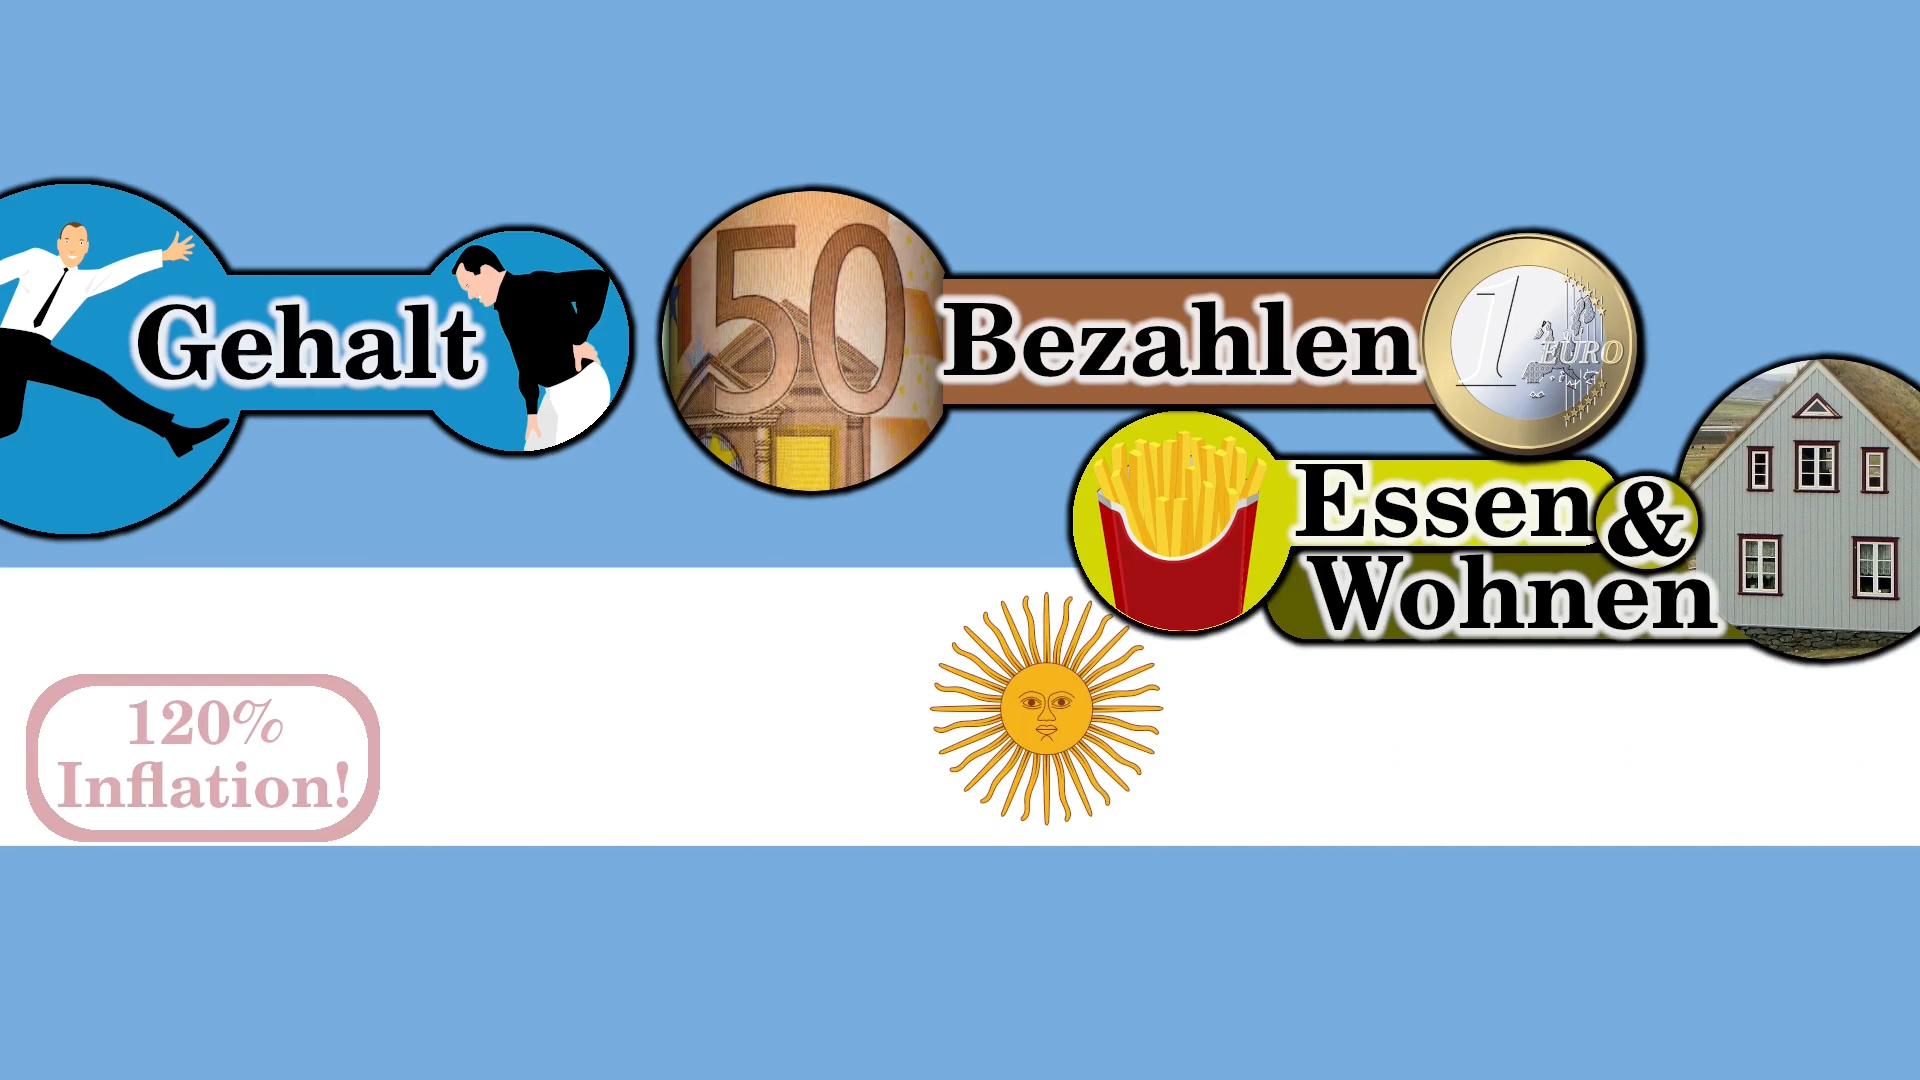 Gehalt
50
Bezahlen
1 EURO
Essen &
Wohnen
120%
Inflation!